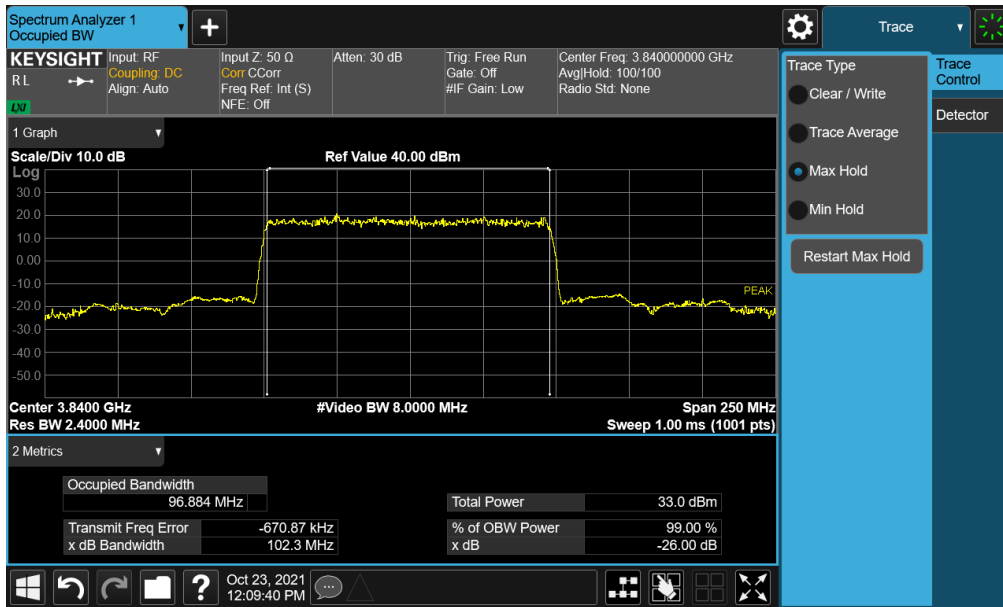 Spectrum Analyzer 1
Occupied BW
+
Trace
KEYSIGHT
R L
LXI
Input: RF
Coupling: DC
Align: Auto
Input Z: 50 Ω
Corr CCorr
Freq Ref: Int (S)
NFE: Off
Atten: 30 dB
Trig: Free Run
Gate: Off
#IF Gain: Low
Center Freq: 3.840000000 GHz
Avg|Hold: 100/100
Radio Std: None
Trace Type
Clear / Write
Trace Average
Max Hold
Min Hold
Restart Max Hold
Trace
Control
Detector
1 Graph
Scale/Div 10.0 dB
Ref Value 40.00 dBm
Log
30.0
20.0
10.0
0.00
-10.0
-20.0
-30.0
-40.0
-50.0
PEAK
Center 3.8400 GHz
#Video BW 8.0000 MHz
Span 250 MHz
Res BW 2.4000 MHz
Sweep 1.00 ms (1001 pts)
2 Metrics
Occupied Bandwidth
96.884 MHz
Total Power 33.0 dBm
Transmit Freq Error -670.87 kHz
% of OBW Power 99.00 %
x dB Bandwidth 102.3 MHz
x dB -26.00 dB
?
Oct 23, 2021
12:09:40 PM